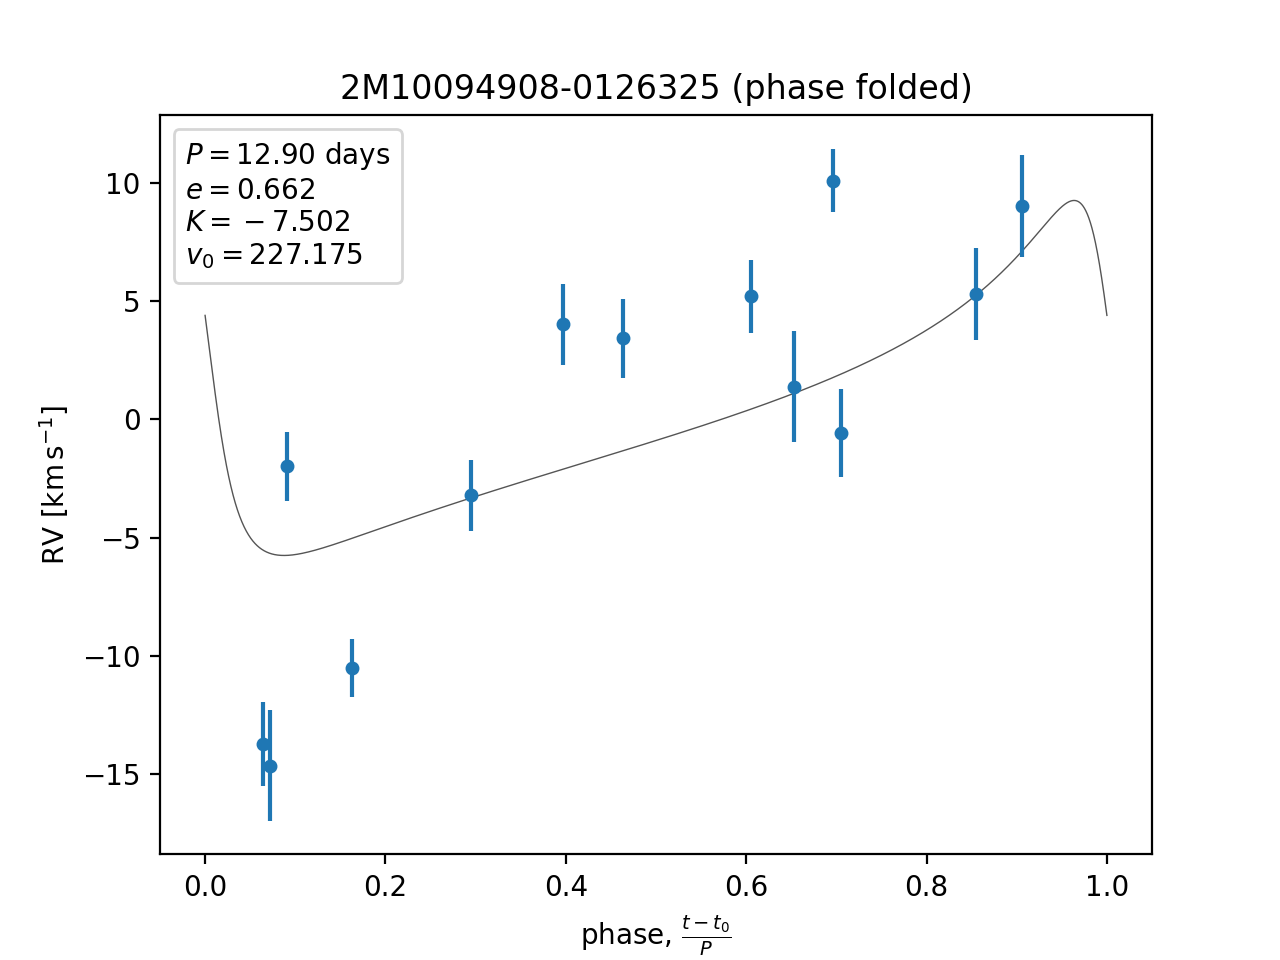 2M10094908-0126325 (phase folded)
P = 12.90 days
e = 0.662
K = −7.502
v₀ = 227.175
10
5
0
−5
−10
−15
RV [km s⁻¹]
0.0 0.2 0.4 0.6 0.8 1.0
phase, (t − t₀)/P